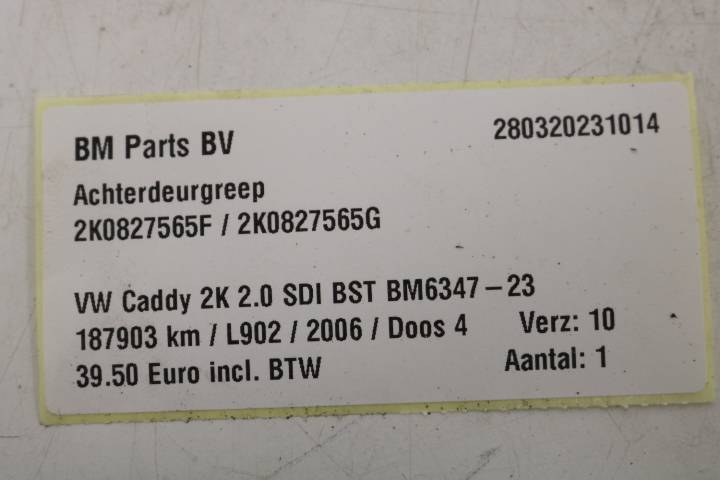 BM Parts BV 280320231014
Achterdeurgreep
2K0827565F / 2K0827565G
VW Caddy 2K 2.0 SDI BST BM6347-23
187903 km / L902 / 2006 / Doos 4 Verz: 10
39.50 Euro incl. BTW Aantal: 1